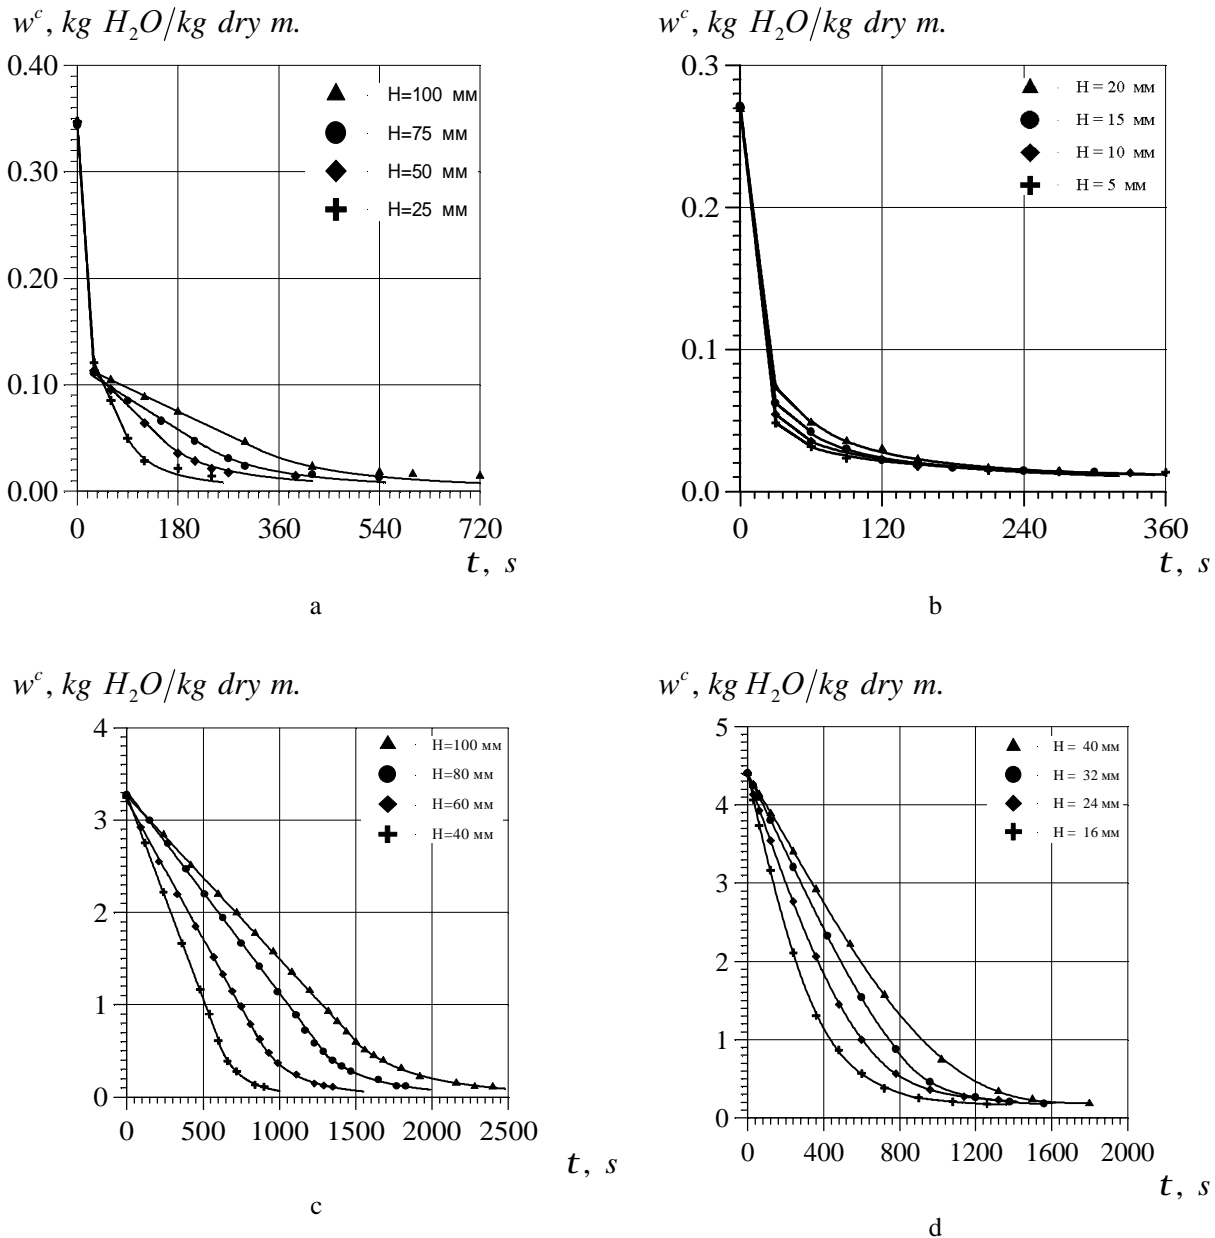 w^c, kg H₂O/kg dry m.
0.40
0.30
0.20
0.10
0.00
0 180 360 540 720
H=100 мм
H=75 мм
H=50 мм
H=25 мм
t, s
a
w^c, kg H₂O/kg dry m.
0.3
0.2
0.1
0.0
0 120 240 360
H = 20 мм
H = 15 мм
H = 10 мм
H = 5 мм
t, s
b
w^c, kg H₂O/kg dry m.
4
3
2
1
0
0 500 1000 1500 2000 2500
H=100 мм
H=80 мм
H=60 мм
H=40 мм
t, s
c
w^c, kg H₂O/kg dry m.
5
4
3
2
1
0
0 400 800 1200 1600 2000
H = 40 мм
H = 32 мм
H = 24 мм
H = 16 мм
t, s
d